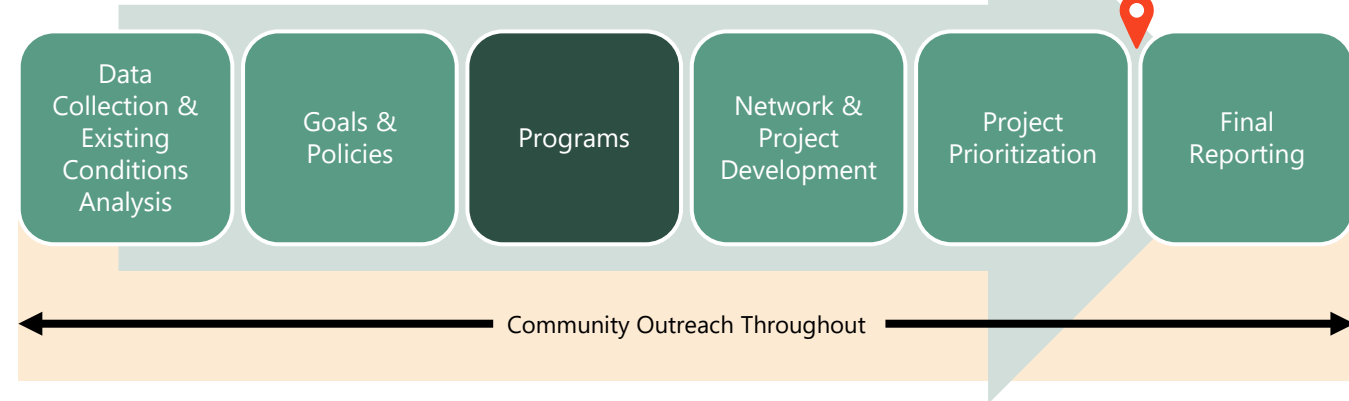 Data
Collection &
Existing
Conditions
Analysis
Goals &
Policies
Programs
Network &
Project
Development
Project
Prioritization
Final
Reporting
Community Outreach Throughout